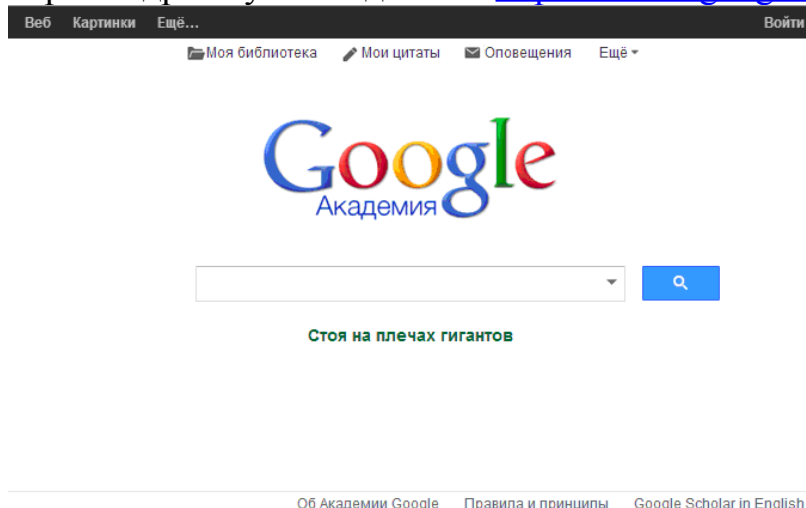 Веб Картинки Ещё... Войти
Моя библиотека Мои цитаты Оповещения Ещё
Google
Академия
Стоя на плечах гигантов
Об Академии Google Правила и принципы Google Scholar in English